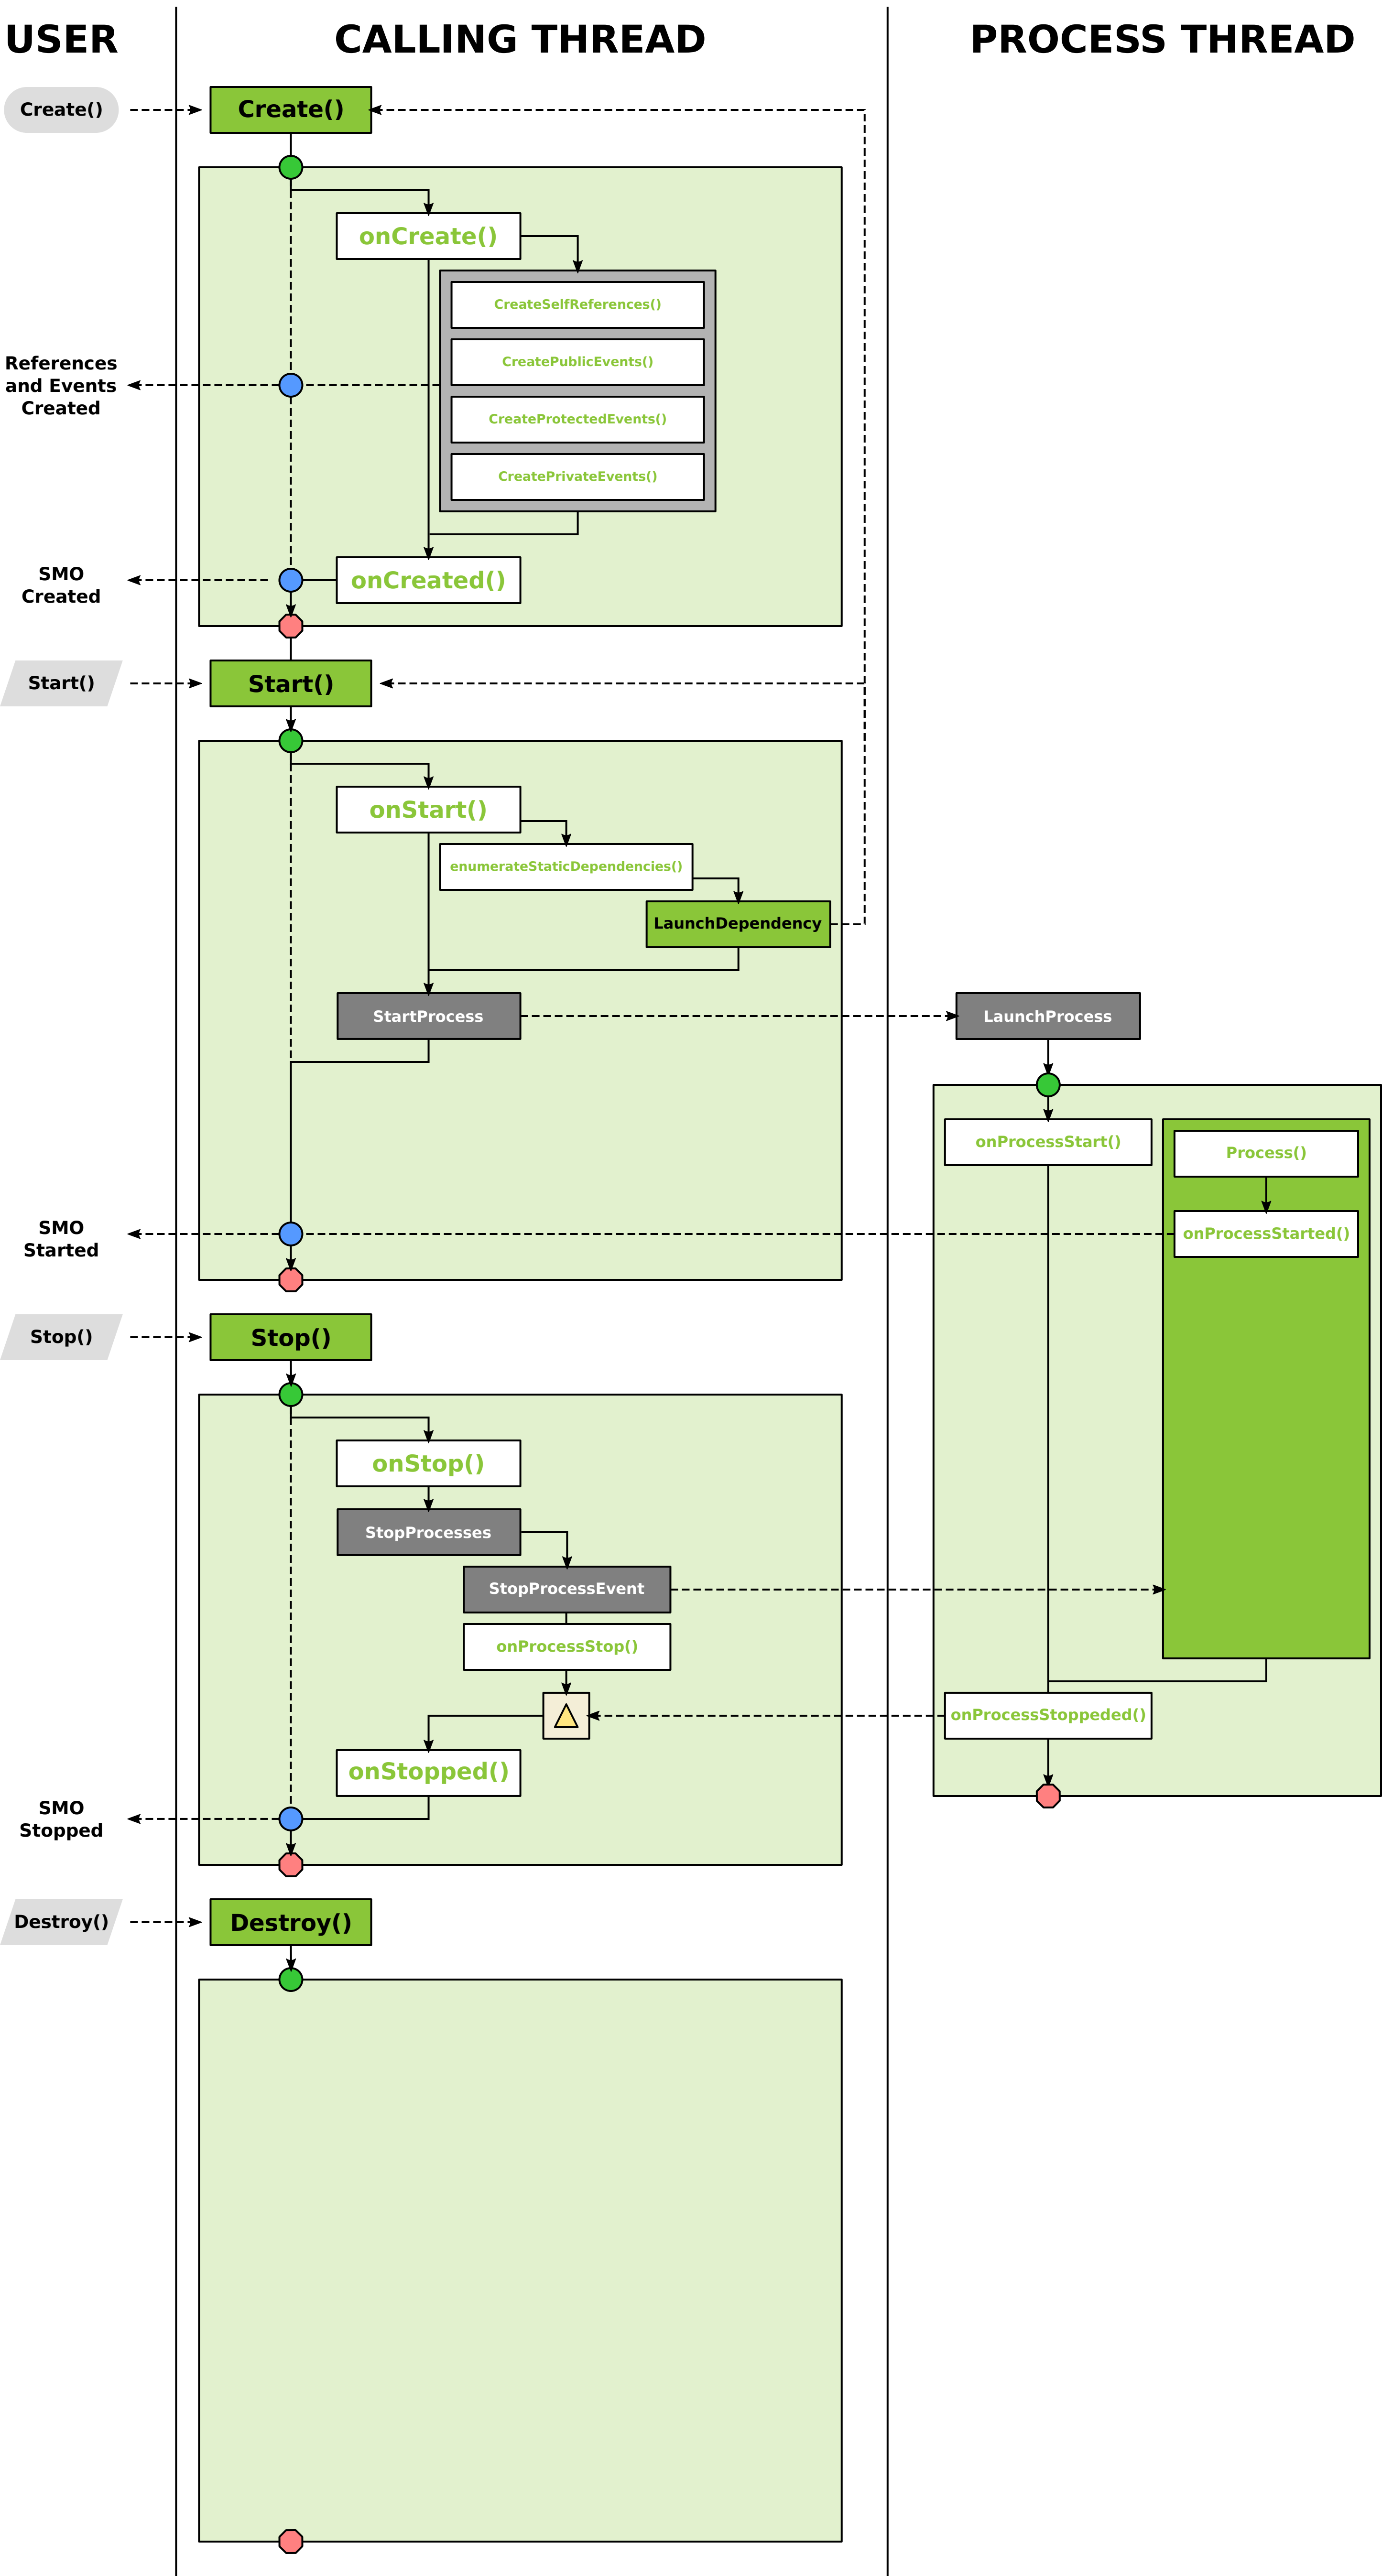 USER
CALLING THREAD
PROCESS THREAD
Create()
Create()
onCreate()
CreateSelfReferences()
CreatePublicEvents()
References
and Events
Created
CreateProtectedEvents()
CreatePrivateEvents()
SMO
Created
onCreated()
Start()
Start()
onStart()
enumerateStaticDependencies()
LaunchDependency
StartProcess
LaunchProcess
onProcessStart()
Process()
SMO
Started
onProcessStarted()
Stop()
Stop()
onStop()
StopProcesses
StopProcessEvent
onProcessStop()
onProcessStoppeded()
onStopped()
SMO
Stopped
Destroy()
Destroy()